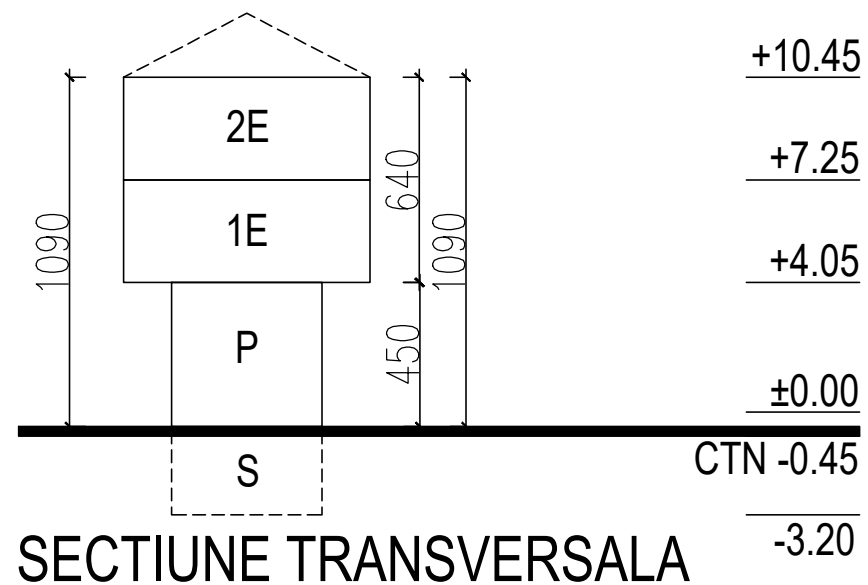 +10.45
2E
+7.25
640
1E
1090
1090
+4.05
P
450
±0.00
S
CTN -0.45
SECTIUNE TRANSVERSALA
-3.20